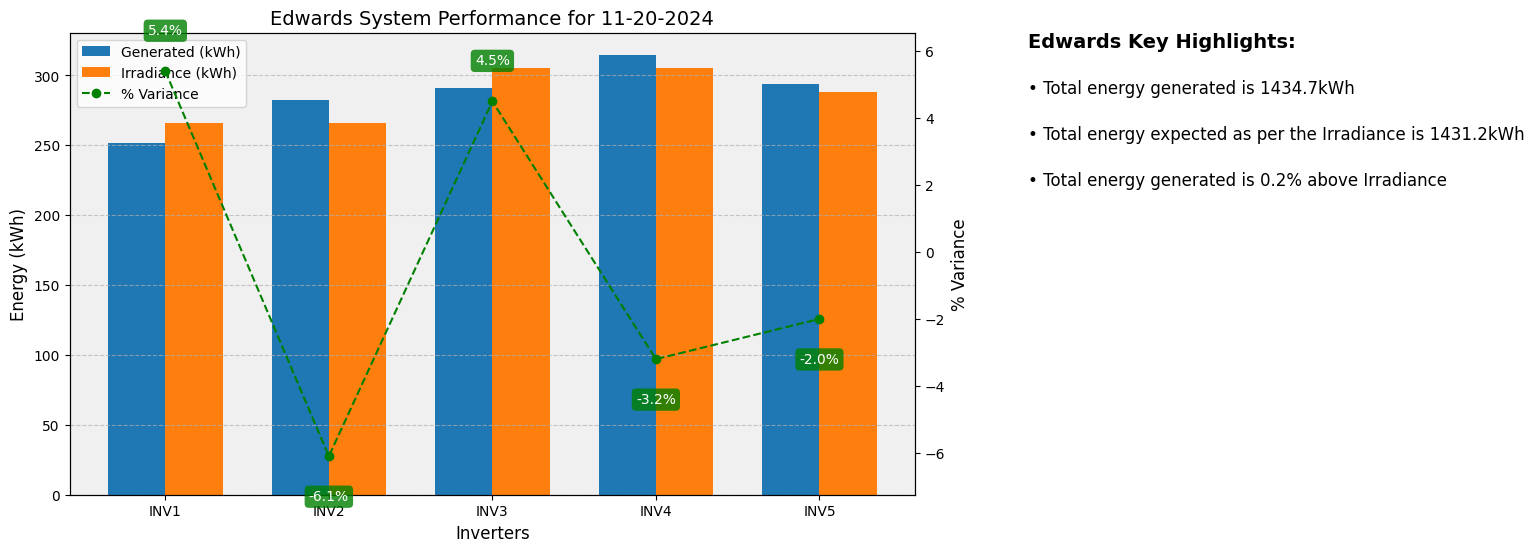 Edwards System Performance for 11-20-2024
Generated (kWh)
Irradiance (kWh)
% Variance
Energy (kWh)
300
250
200
150
100
50
0
5.4%
-6.1%
4.5%
-3.2%
-2.0%
6
4
2
0
−2
−4
−6
% Variance
INV1
INV2
INV3
INV4
INV5
Inverters
Edwards Key Highlights:
• Total energy generated is 1434.7kWh
• Total energy expected as per the Irradiance is 1431.2kWh
• Total energy generated is 0.2% above Irradiance